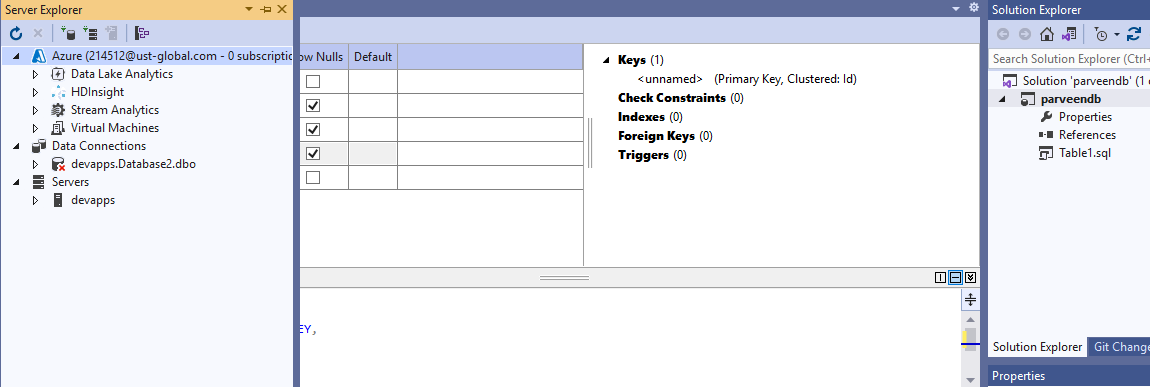 Server Explorer
Azure (214512@ust-global.com - 0 subscriptic
Data Lake Analytics
HDInsight
Stream Analytics
Virtual Machines
Data Connections
devapps.Database2.dbo
Servers
devapps
ow Nulls Default
Keys (1)
<unnamed> (Primary Key, Clustered: Id)
Check Constraints (0)
Indexes (0)
Foreign Keys (0)
Triggers (0)
EY,
Solution Explorer
Search Solution Explorer (Ctrl+
Solution 'parveendb' (1
parveendb
Properties
References
Table1.sql
Solution Explorer Git Change
Properties